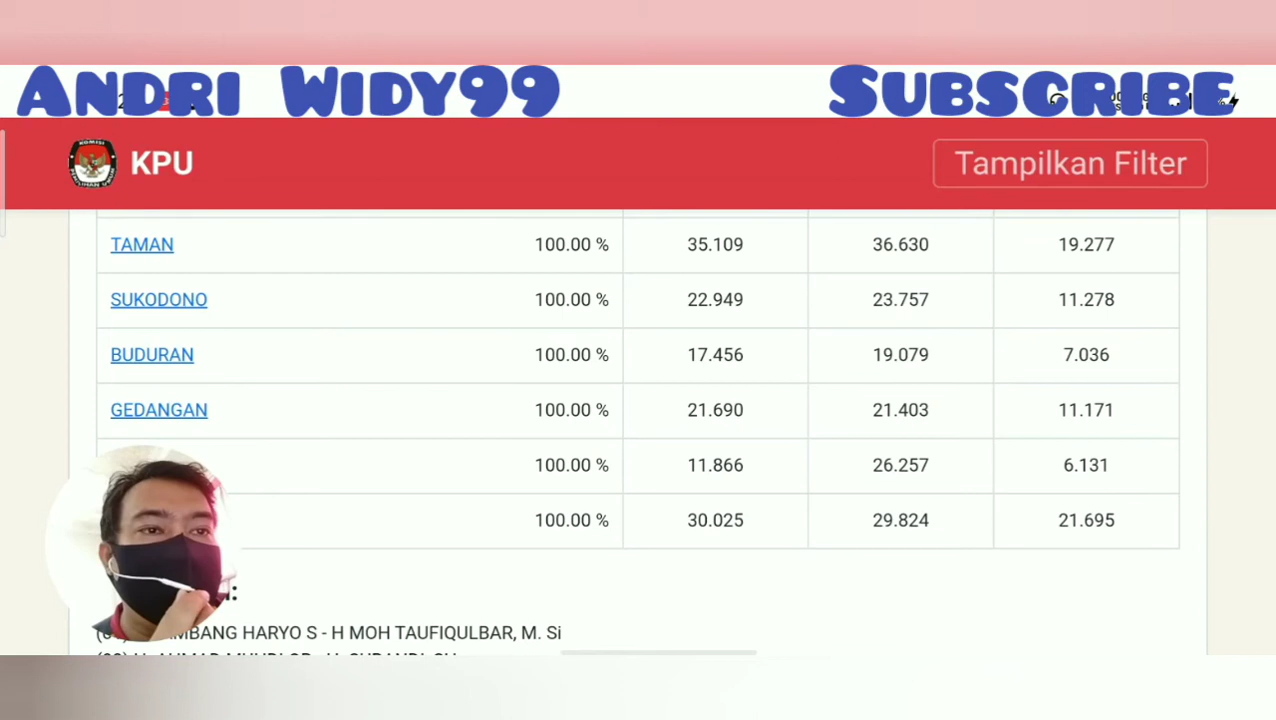 ANDRI WIDY99
SUBSCRIBE
KPU
Tampilkan Filter
TAMAN 100.00 % 35.109 36.630 19.277
SUKODONO 100.00 % 22.949 23.757 11.278
BUDURAN 100.00 % 17.456 19.079 7.036
GEDANGAN 100.00 % 21.690 21.403 11.171
100.00 % 11.866 26.257 6.131
100.00 % 30.025 29.824 21.695
HARYO S - H MOH TAUFIQULBAR, M. Si